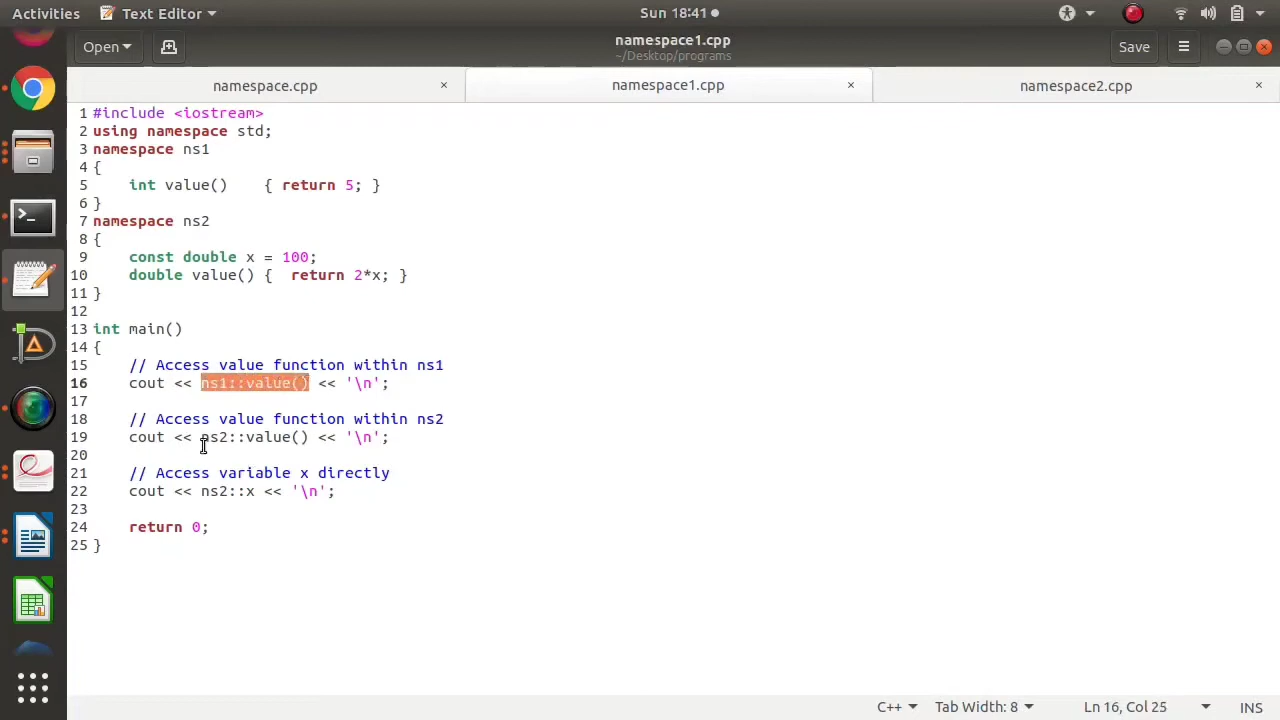 Activities Text Editor Sun 18:41
Open namespace1.cpp Save
~/Desktop/programs
namespace.cpp × namespace1.cpp × namespace2.cpp ×
1 #include <iostream>
2 using namespace std;
3 namespace ns1
4 {
5     int value()    { return 5; }
6 }
7 namespace ns2
8 {
9     const double x = 100;
10     double value() {  return 2*x; }
11 }
12
13 int main()
14 {
15     // Access value function within ns1
16     cout << ns1::value() << '\n';
17
18     // Access value function within ns2
19     cout << ns2::value() << '\n';
20
21     // Access variable x directly
22     cout << ns2::x << '\n';
23
24     return 0;
25 }
C++ Tab Width: 8 Ln 16, Col 25 INS